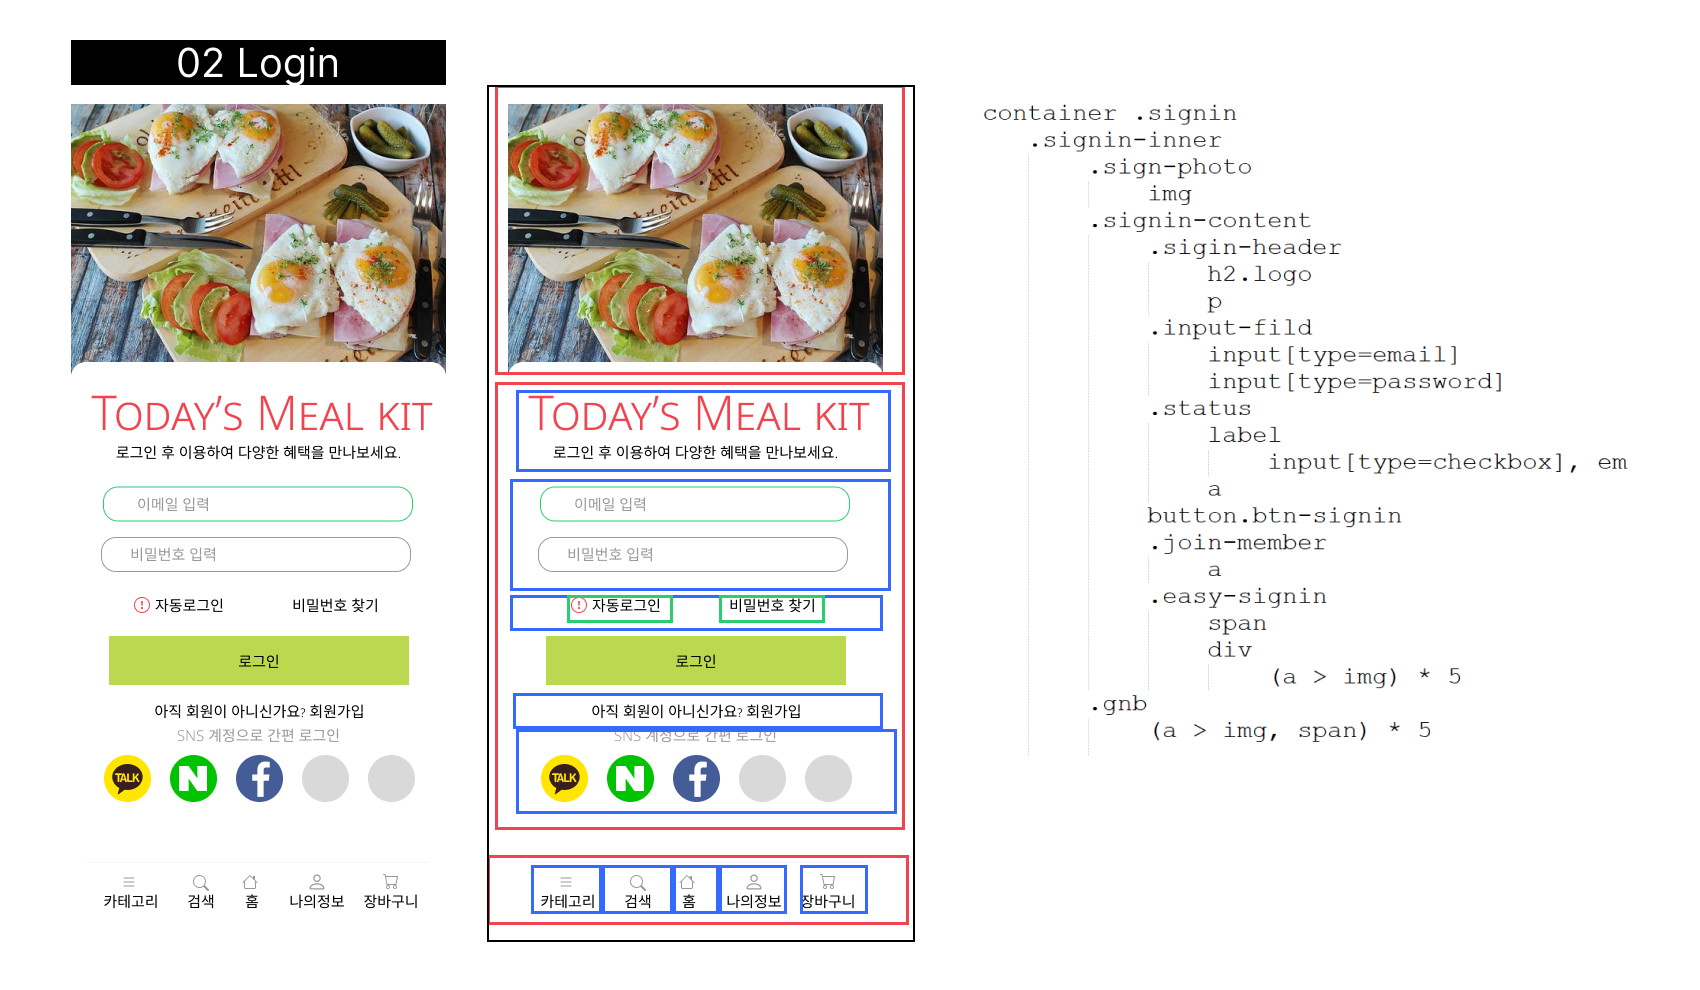 02 Login
TODAY'S MEAL KIT
로그인 후 이용하여 다양한 혜택을 만나보세요.
이메일 입력
비밀번호 입력
자동로그인 비밀번호 찾기
로그인
아직 회원이 아니신가요? 회원가입
SNS 계정으로 간편 로그인
TALK N f
카테고리 검색 홈 나의정보 장바구니
TODAY'S MEAL KIT
로그인 후 이용하여 다양한 혜택을 만나보세요.
이메일 입력
비밀번호 입력
자동로그인 비밀번호 찾기
로그인
아직 회원이 아니신가요? 회원가입
SNS 계정으로 간편 로그인
TALK N f
카테고리 검색 홈 나의정보 장바구니
container .signin
.signin-inner
.sign-photo
img
.signin-content
.sigin-header
h2.logo
p
.input-fild
input[type=email]
input[type=password]
.status
label
input[type=checkbox], em
a
button.btn-signin
.join-member
a
.easy-signin
span
div
(a > img) * 5
.gnb
(a > img, span) * 5